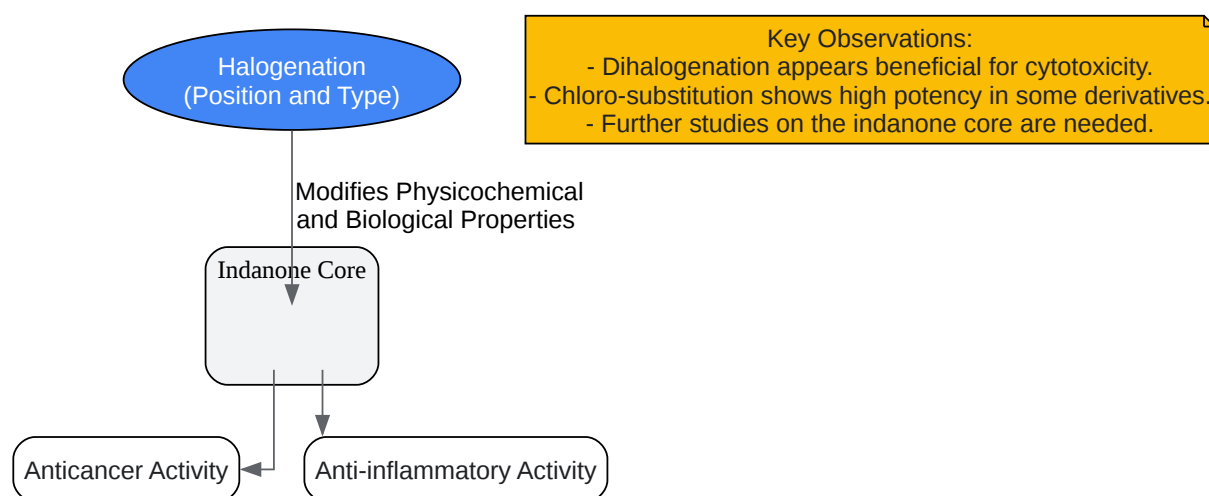 Halogenation
(Position and Type)
Key Observations:
- Dihalogenation appears beneficial for cytotoxicity.
- Chloro-substitution shows high potency in some derivatives.
- Further studies on the indanone core are needed.
Modifies Physicochemical
and Biological Properties
Indanone Core
Anticancer Activity
Anti-inflammatory Activity